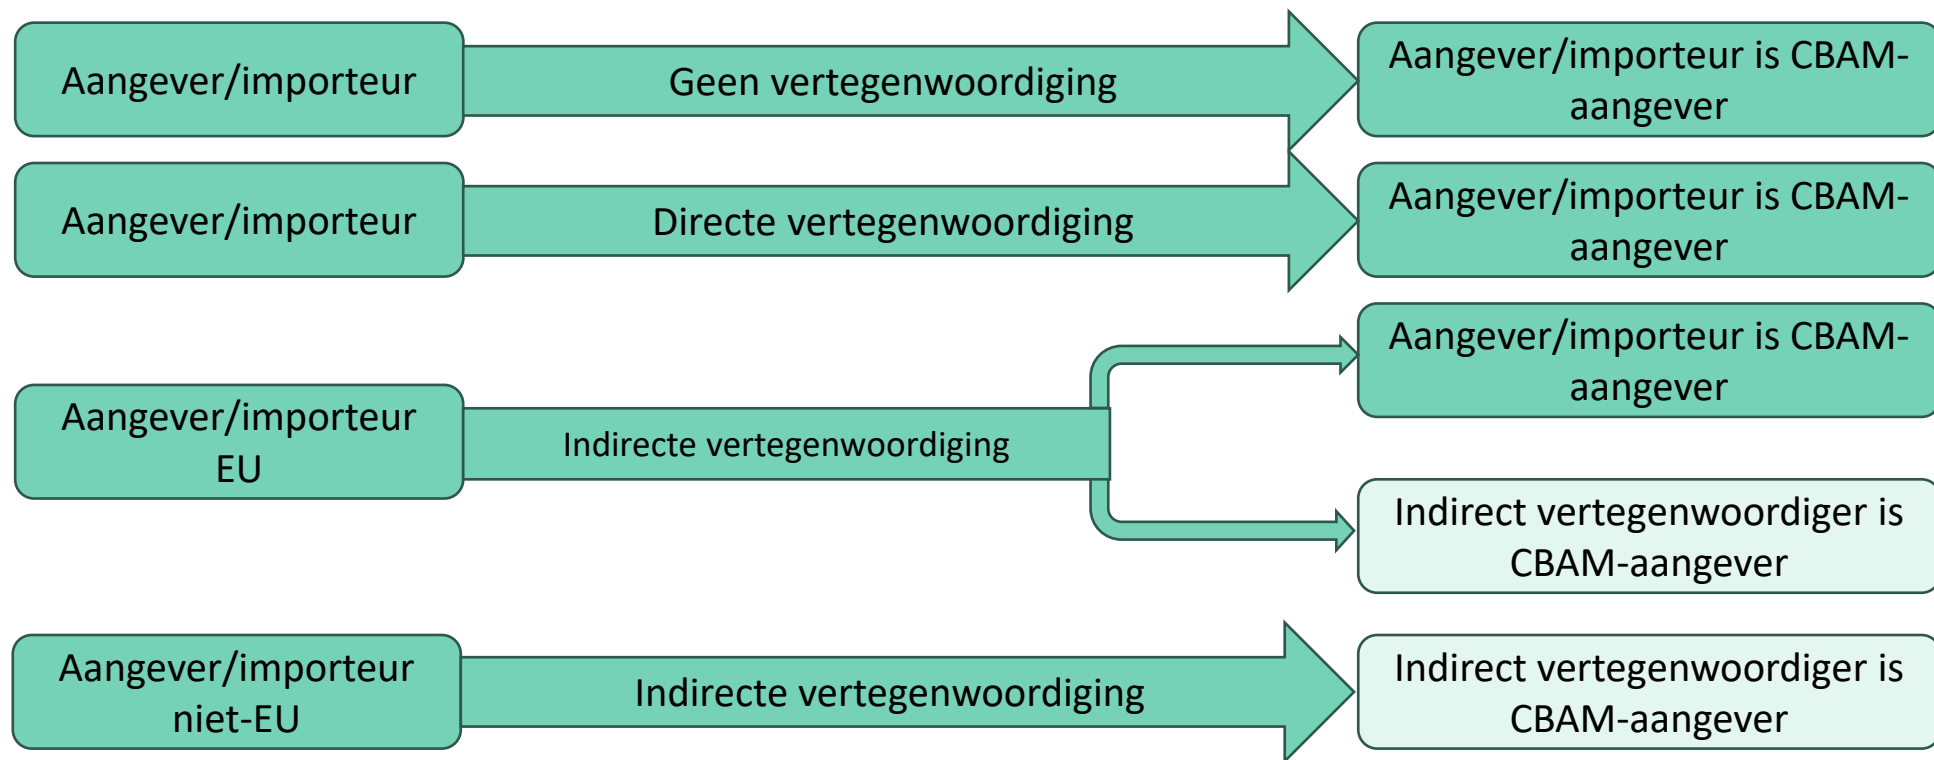 Aangever/importeur
Geen vertegenwoordiging
Aangever/importeur is CBAM-
aangever
Aangever/importeur
Directe vertegenwoordiging
Aangever/importeur is CBAM-
aangever
Aangever/importeur
EU
Indirecte vertegenwoordiging
Aangever/importeur is CBAM-
aangever
Indirect vertegenwoordiger is
CBAM-aangever
Aangever/importeur
niet-EU
Indirecte vertegenwoordiging
Indirect vertegenwoordiger is
CBAM-aangever